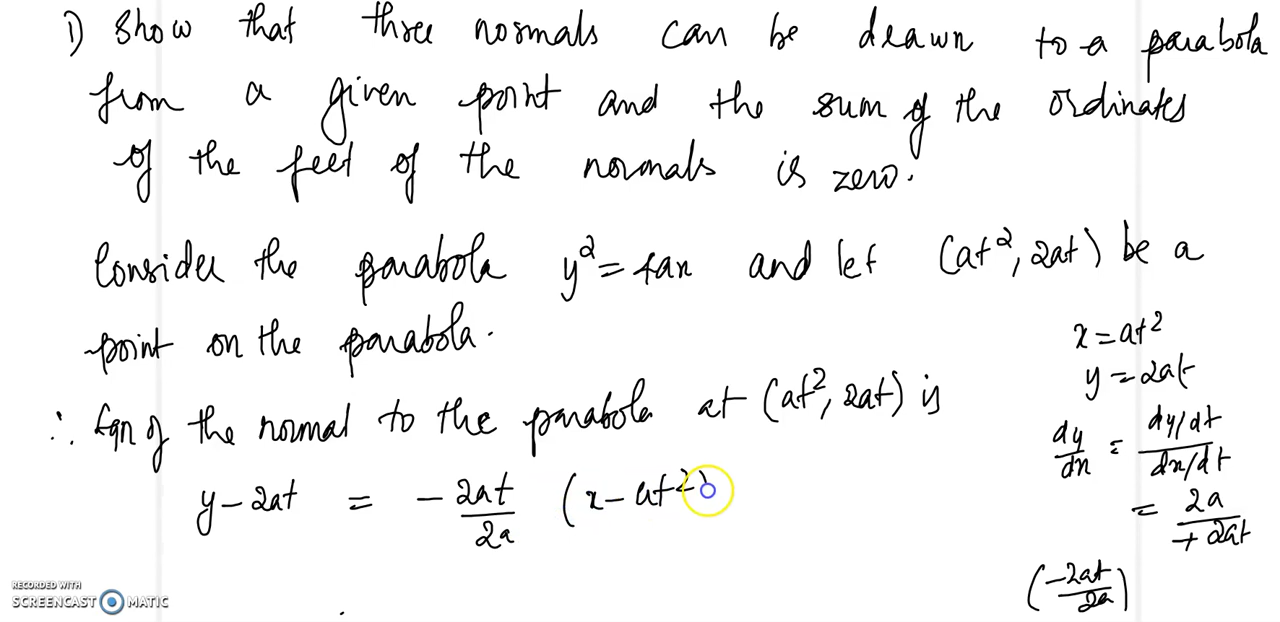 1) Show that three normals can be drawn to a parabola
from a given point and the sum of the ordinates
of the feet of the normals is zero.
Consider the parabola y² = 4ax and let (at², 2at) be a
point on the parabola.
∴ Eqn of the normal to the parabola at (at², 2at) is
y - 2at = - 2at/2a (x - at²)
x = at²
y = 2at
dy/dx = dy/dt / dx/dt
= 2a / + 2at
(-2at/2a)
RECORDED WITH
SCREENCAST MATIC